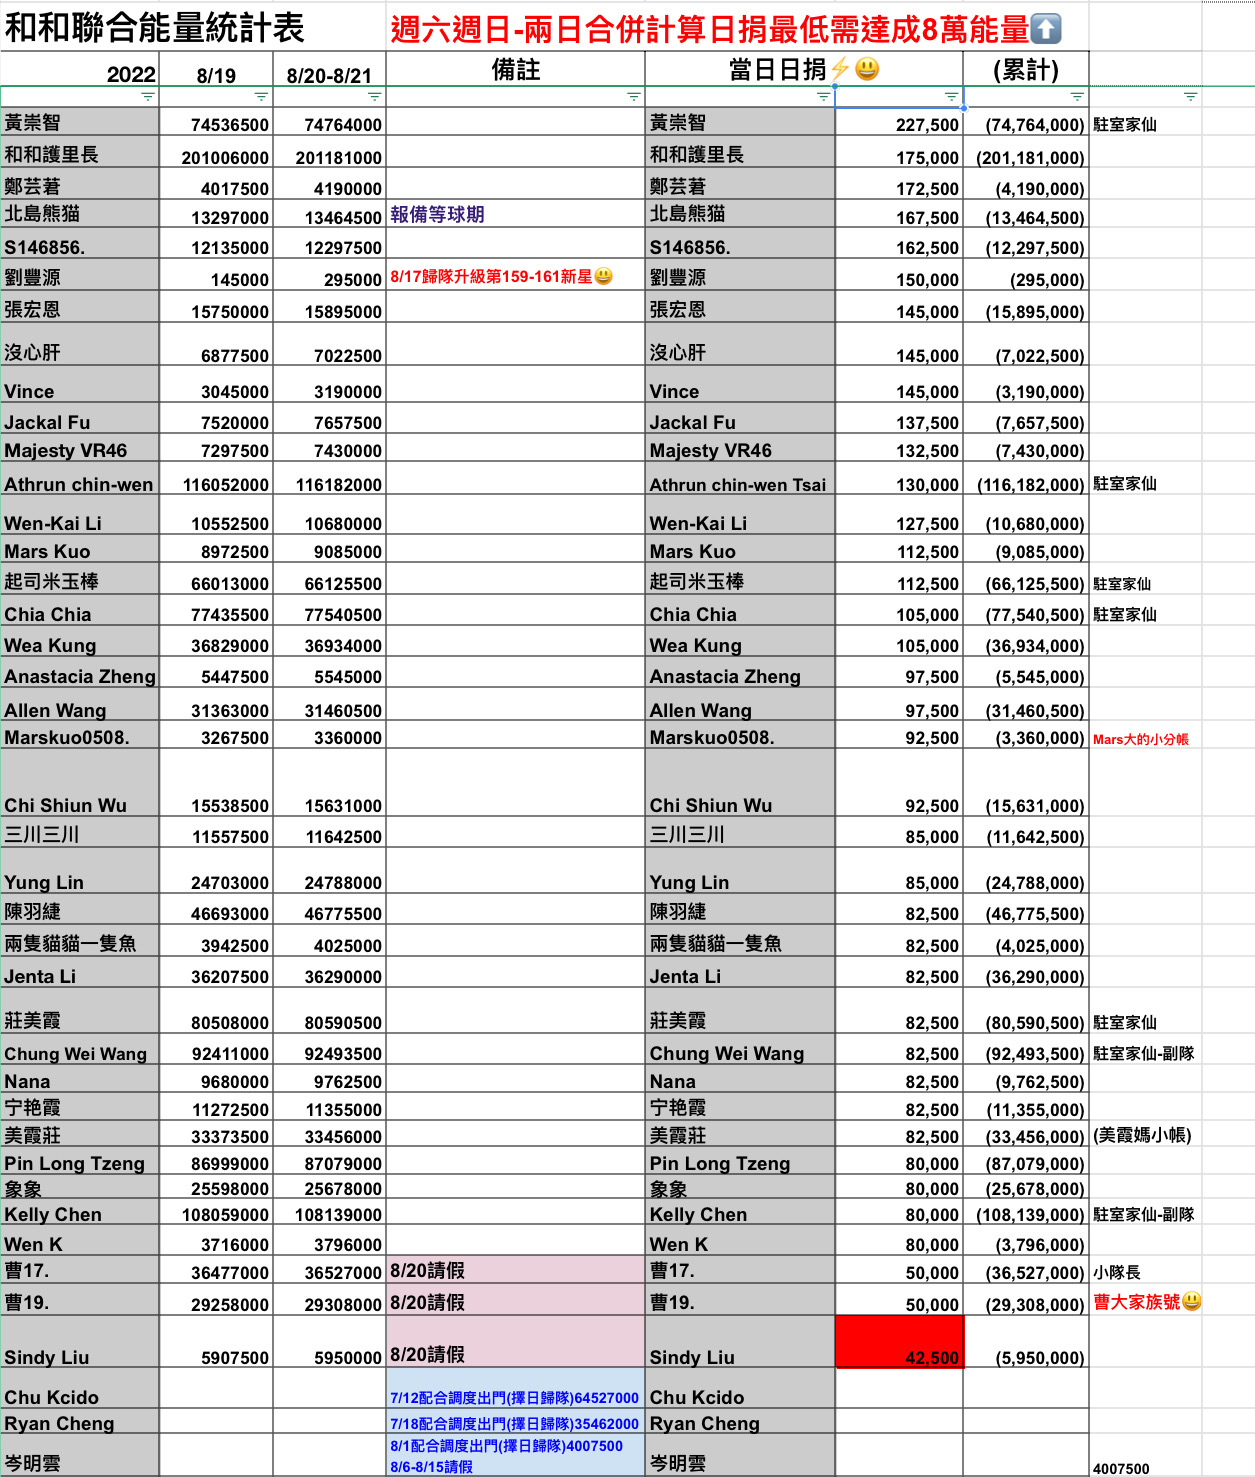 和和聯合能量統計表 週六週日-兩日合併計算日捐最低需達成8萬能量⬆️
2022 8/19 8/20-8/21 備註 當日日捐⚡😃 (累計)
黃崇智 74536500 74764000 黃崇智 227,500 (74,764,000) 駐室家仙
和和護里長 201006000 201181000 和和護里長 175,000 (201,181,000)
鄭芸莙 4017500 4190000 鄭芸莙 172,500 (4,190,000)
北島熊猫 13297000 13464500 報備等球期 北島熊猫 167,500 (13,464,500)
S146856. 12135000 12297500 S146856. 162,500 (12,297,500)
劉豐源 145000 295000 8/17歸隊升級第159-161新星😃 劉豐源 150,000 (295,000)
張宏恩 15750000 15895000 張宏恩 145,000 (15,895,000)
沒心肝 6877500 7022500 沒心肝 145,000 (7,022,500)
Vince 3045000 3190000 Vince 145,000 (3,190,000)
Jackal Fu 7520000 7657500 Jackal Fu 137,500 (7,657,500)
Majesty VR46 7297500 7430000 Majesty VR46 132,500 (7,430,000)
Athrun chin-wen 116052000 116182000 Athrun chin-wen Tsai 130,000 (116,182,000) 駐室家仙
Wen-Kai Li 10552500 10680000 Wen-Kai Li 127,500 (10,680,000)
Mars Kuo 8972500 9085000 Mars Kuo 112,500 (9,085,000)
起司米玉棒 66013000 66125500 起司米玉棒 112,500 (66,125,500) 駐室家仙
Chia Chia 77435500 77540500 Chia Chia 105,000 (77,540,500) 駐室家仙
Wea Kung 36829000 36934000 Wea Kung 105,000 (36,934,000)
Anastacia Zheng 5447500 5545000 Anastacia Zheng 97,500 (5,545,000)
Allen Wang 31363000 31460500 Allen Wang 97,500 (31,460,500)
Marskuo0508. 3267500 3360000 Marskuo0508. 92,500 (3,360,000) Mars大的小分帳
Chi Shiun Wu 15538500 15631000 Chi Shiun Wu 92,500 (15,631,000)
三川三川 11557500 11642500 三川三川 85,000 (11,642,500)
Yung Lin 24703000 24788000 Yung Lin 85,000 (24,788,000)
陳羽緁 46693000 46775500 陳羽緁 82,500 (46,775,500)
兩隻貓貓一隻魚 3942500 4025000 兩隻貓貓一隻魚 82,500 (4,025,000)
Jenta Li 36207500 36290000 Jenta Li 82,500 (36,290,000)
莊美霞 80508000 80590500 莊美霞 82,500 (80,590,500) 駐室家仙
Chung Wei Wang 92411000 92493500 Chung Wei Wang 82,500 (92,493,500) 駐室家仙-副隊
Nana 9680000 9762500 Nana 82,500 (9,762,500)
宁艳霞 11272500 11355000 宁艳霞 82,500 (11,355,000)
美霞莊 33373500 33456000 美霞莊 82,500 (33,456,000) (美霞媽小帳)
Pin Long Tzeng 86999000 87079000 Pin Long Tzeng 80,000 (87,079,000)
象象 25598000 25678000 象象 80,000 (25,678,000)
Kelly Chen 108059000 108139000 Kelly Chen 80,000 (108,139,000) 駐室家仙-副隊
Wen K 3716000 3796000 Wen K 80,000 (3,796,000)
曹17. 36477000 36527000 8/20請假 曹17. 50,000 (36,527,000) 小隊長
曹19. 29258000 29308000 8/20請假 曹19. 50,000 (29,308,000) 曹大家族號😃
Sindy Liu 5907500 5950000 8/20請假 Sindy Liu 42,500 (5,950,000)
Chu Kcido 7/12配合調度出門(擇日歸隊)64527000 Chu Kcido
Ryan Cheng 7/18配合調度出門(擇日歸隊)35462000 Ryan Cheng
8/1配合調度出門(擇日歸隊)4007500
岑明雲 8/6-8/15請假 岑明雲 4007500